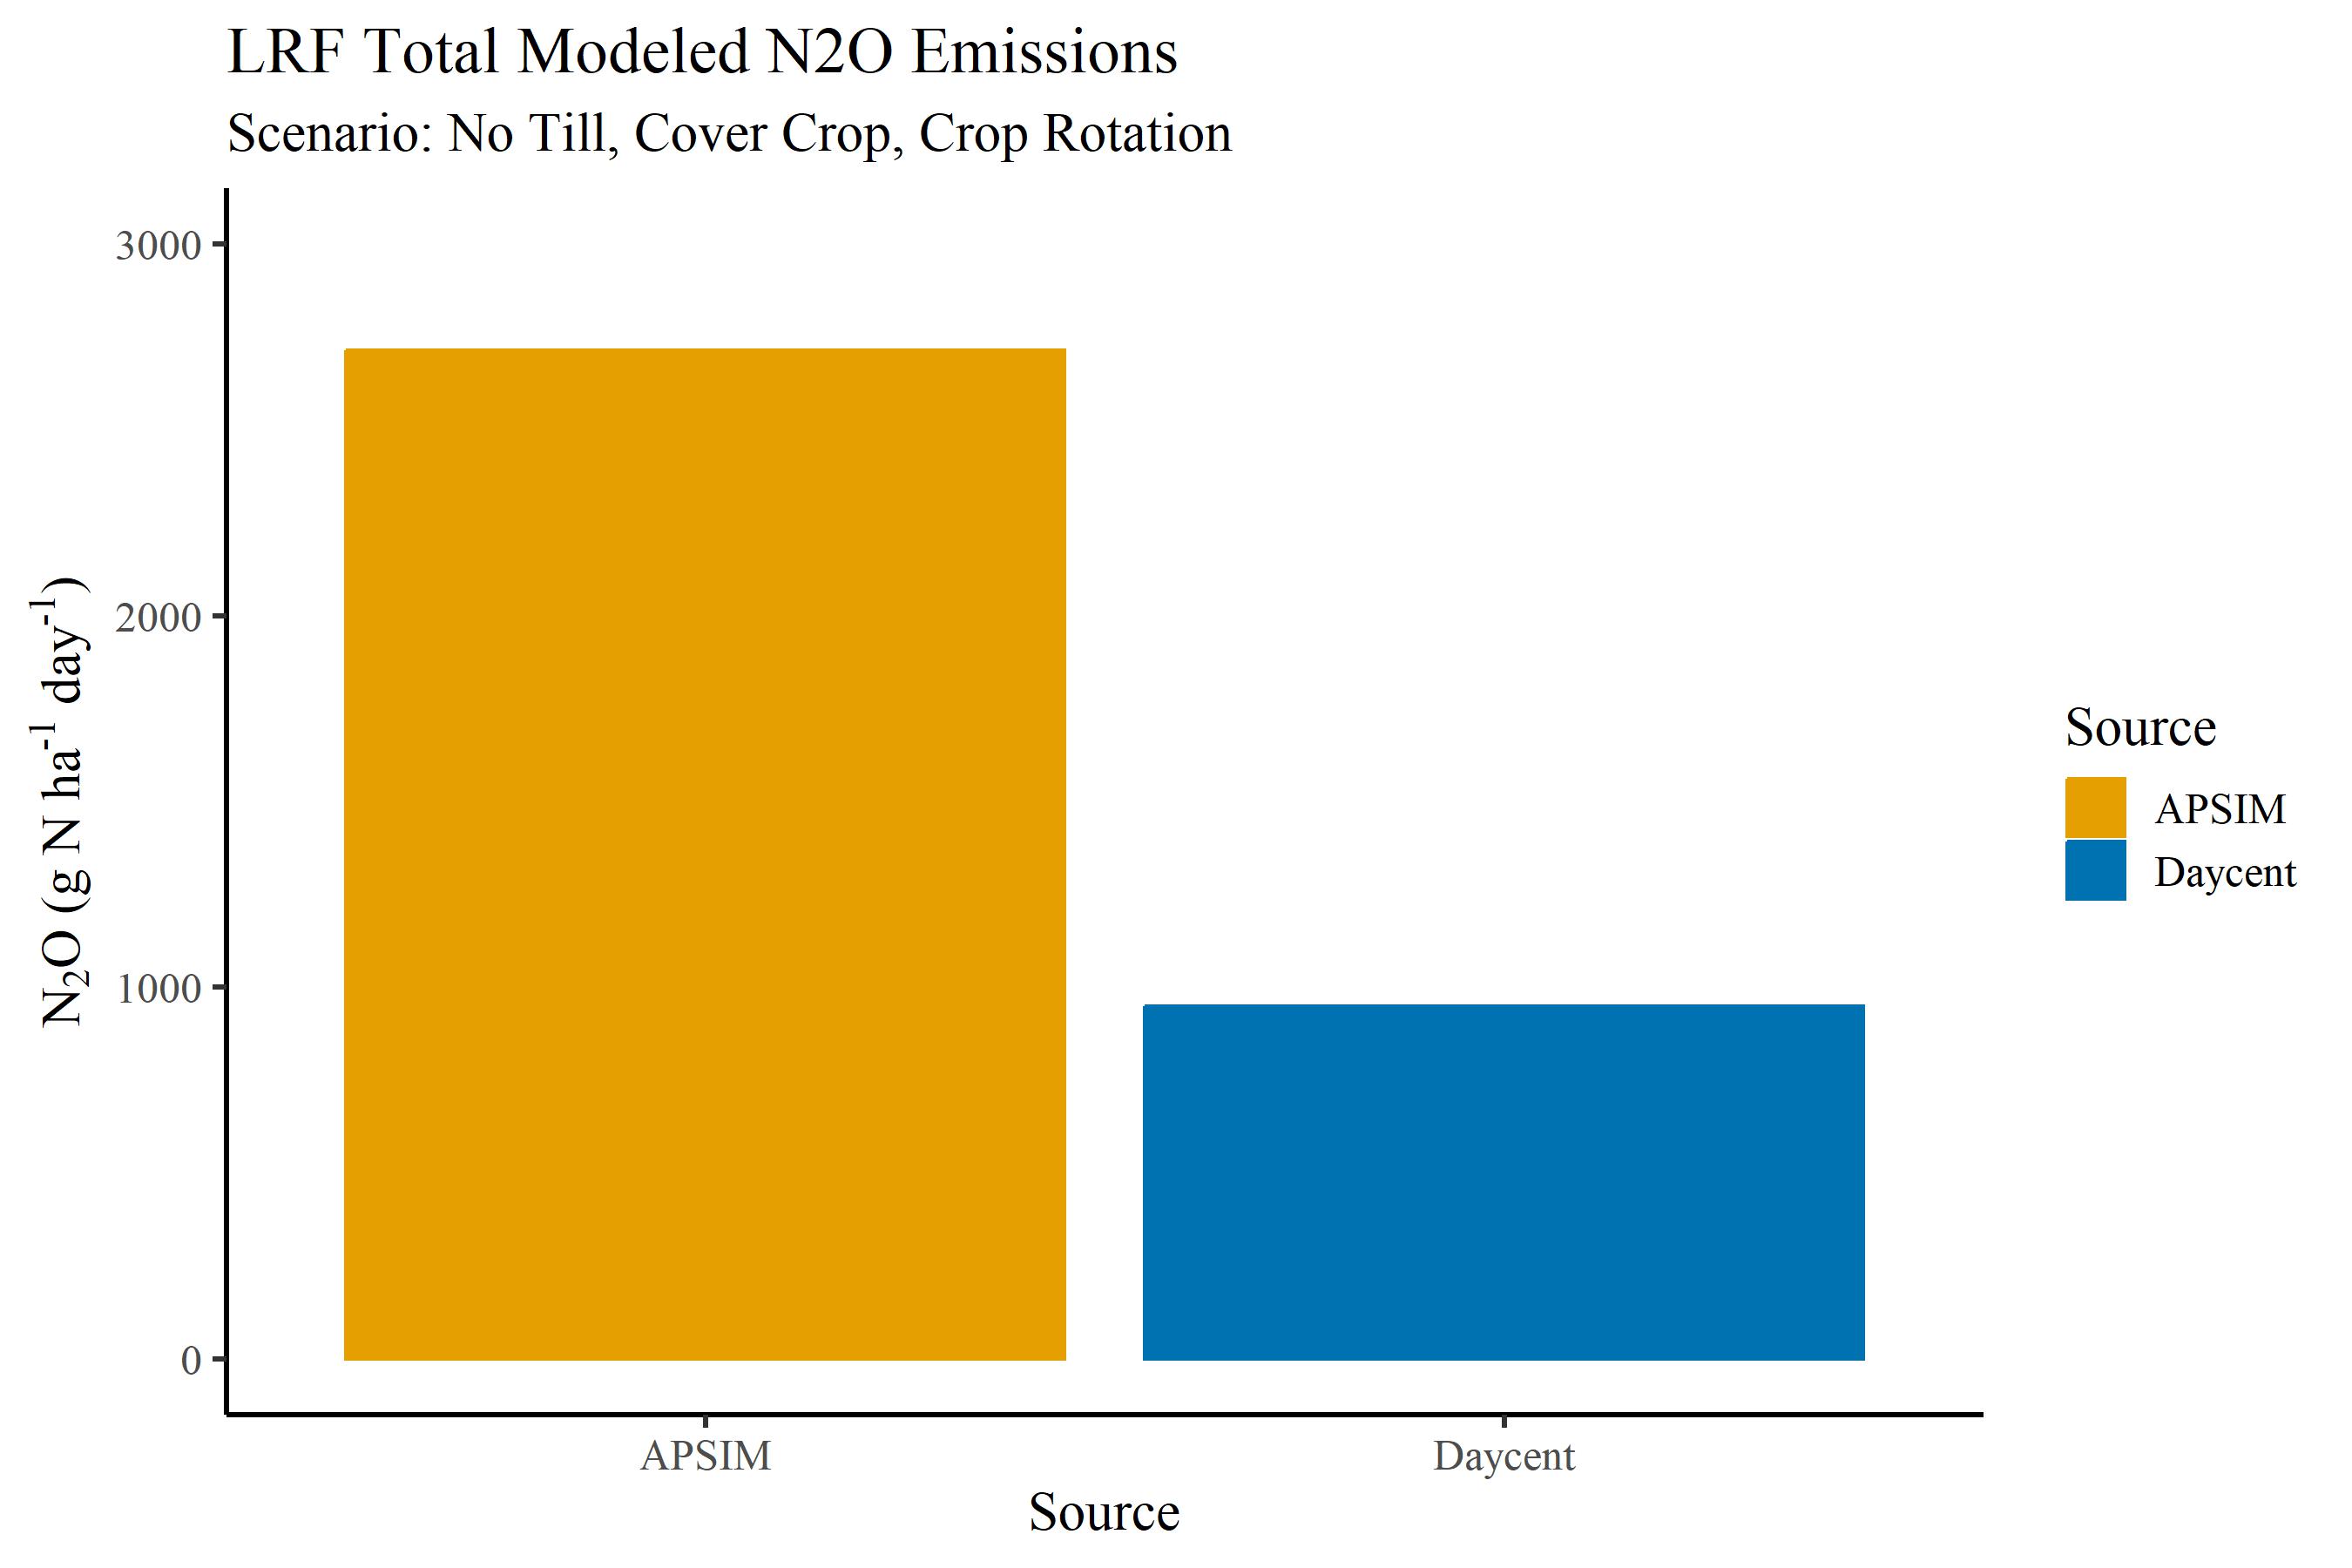 LRF Total Modeled N2O Emissions
Scenario: No Till, Cover Crop, Crop Rotation
N₂O (g N ha⁻¹ day⁻¹)
3000
2000
1000
0
APSIM
Daycent
Source
Source
APSIM
Daycent